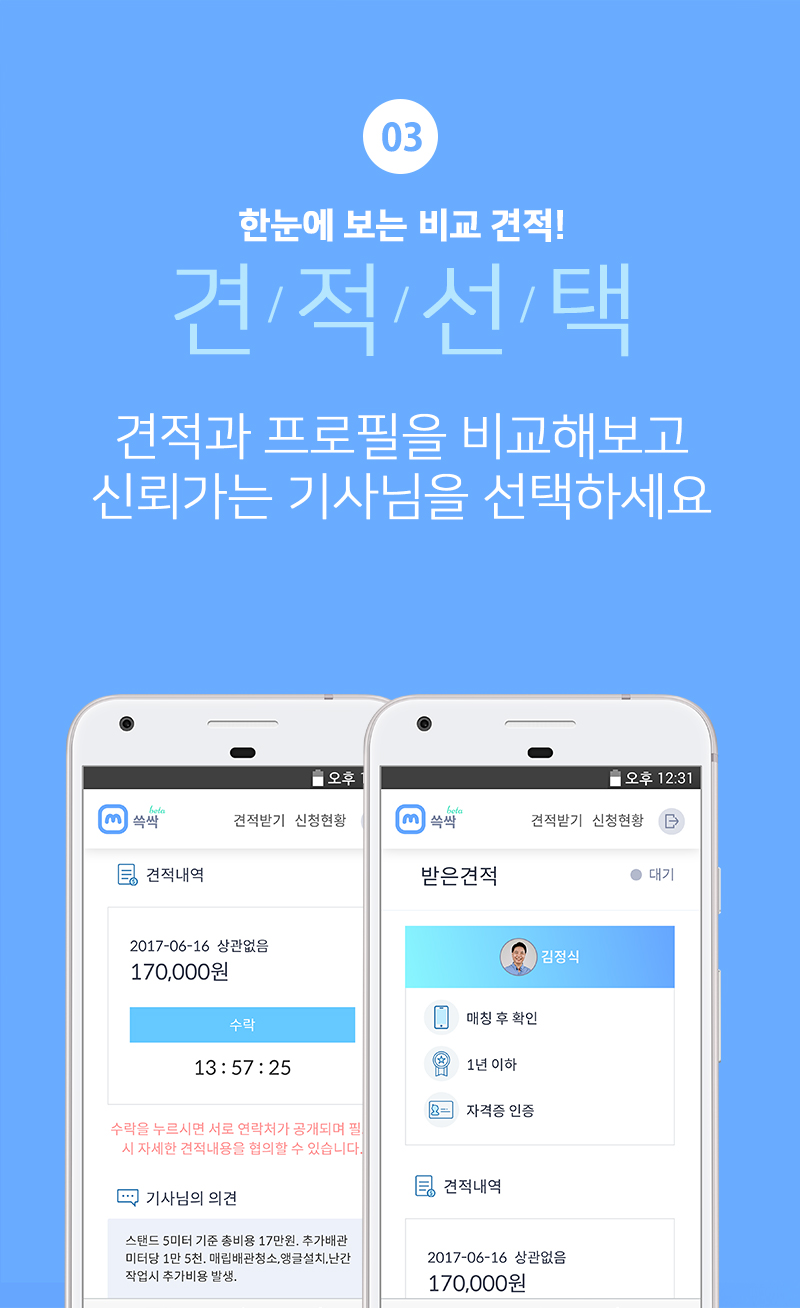 03
한눈에 보는 비교 견적!
견/적/선/택
견적과 프로필을 비교해보고
신뢰가는 기사님을 선택하세요
오후 1
beta
쓱싹
견적받기 신청현황
견적내역
2017-06-16 상관없음
170,000원
수락
13 : 57 : 25
수락을 누르시면 서로 연락처가 공개되며 필
시 자세한 견적내용을 협의할 수 있습니다.
기사님의 의견
스탠드 5미터 기준 총비용 17만원. 추가배관
미터당 1만 5천. 매립배관청소,앵글설치,난간
작업시 추가비용 발생.
오후 12:31
beta
쓱싹
견적받기 신청현황
받은견적
대기
김정식
매칭 후 확인
1년 이하
자격증 인증
견적내역
2017-06-16 상관없음
170,000원